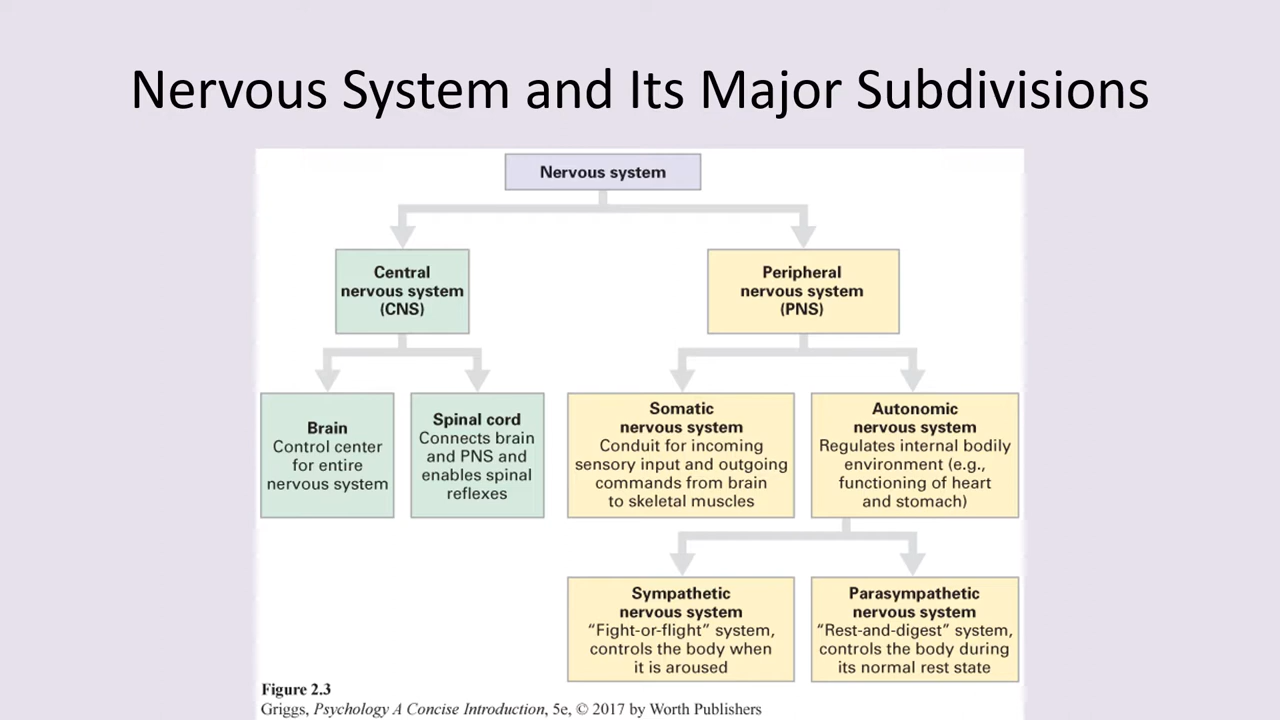 Nervous System and Its Major Subdivisions
Nervous system
Central
nervous system
(CNS)
Peripheral
nervous system
(PNS)
Brain
Control center
for entire
nervous system
Spinal cord
Connects brain
and PNS and
enables spinal
reflexes
Somatic
nervous system
Conduit for incoming
sensory input and outgoing
commands from brain
to skeletal muscles
Autonomic
nervous system
Regulates internal bodily
environment (e.g.,
functioning of heart
and stomach)
Sympathetic
nervous system
“Fight-or-flight” system,
controls the body when
it is aroused
Parasympathetic
nervous system
“Rest-and-digest” system,
controls the body during
its normal rest state
Figure 2.3
Griggs, Psychology A Concise Introduction, 5e, © 2017 by Worth Publishers